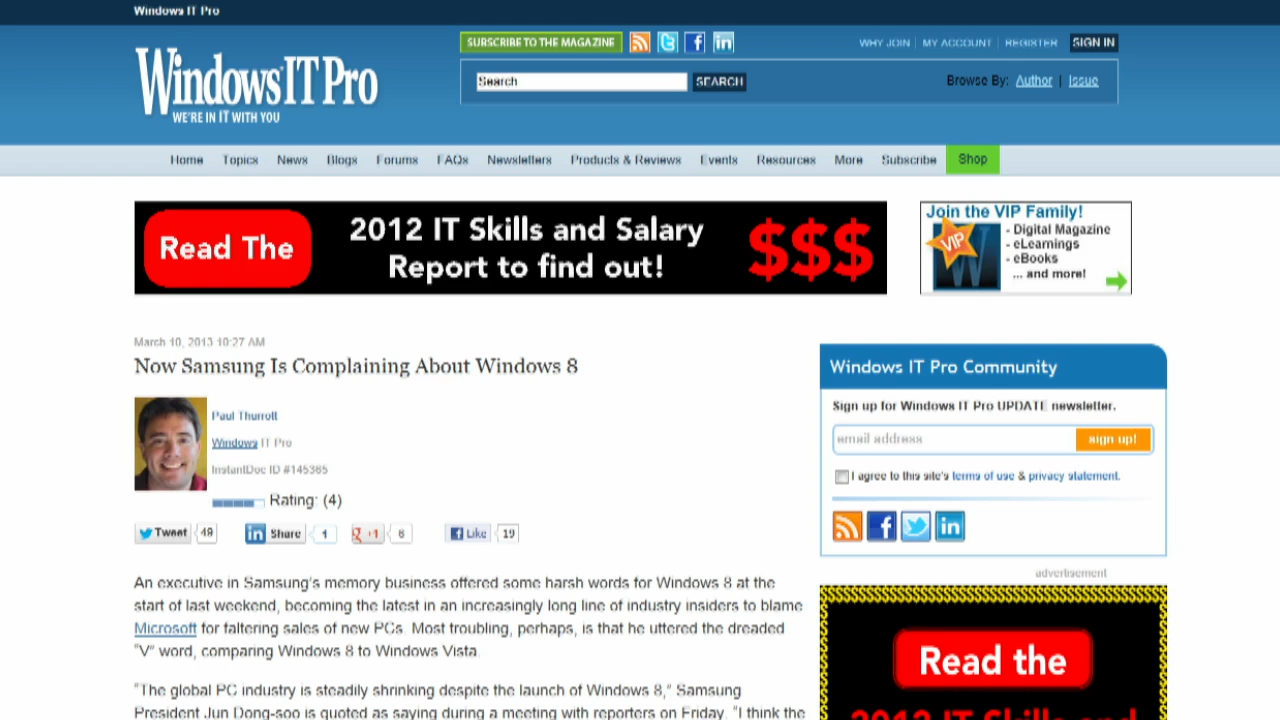 Windows IT Pro
SUBSCRIBE TO THE MAGAZINE
WHY JOIN | MY ACCOUNT | REGISTER SIGN IN
Windows IT Pro
WE'RE IN IT WITH YOU
Search SEARCH
Browse By: Author | Issue
Home Topics News Blogs Forums FAQs Newsletters Products & Reviews Events Resources More Subscribe Shop
Read The
2012 IT Skills and Salary
Report to find out!
$$$
Join the VIP Family!
VIP
W
- Digital Magazine
- eLearnings
- eBooks
... and more!
March 10, 2013 10:27 AM
Now Samsung Is Complaining About Windows 8
Paul Thurrott
Windows IT Pro
InstantDoc ID #145365
Rating: (4)
Tweet 49 in Share 1 g +1 6 f Like 19
An executive in Samsung's memory business offered some harsh words for Windows 8 at the
start of last weekend, becoming the latest in an increasingly long line of industry insiders to blame
Microsoft for faltering sales of new PCs. Most troubling, perhaps, is that he uttered the dreaded
"V" word, comparing Windows 8 to Windows Vista.
"The global PC industry is steadily shrinking despite the launch of Windows 8," Samsung
President Jun Dong-soo is quoted as saying during a meeting with reporters on Friday. "I think the
Windows IT Pro Community
Sign up for Windows IT Pro UPDATE newsletter.
email address sign up!
I agree to this site's terms of use & privacy statement.
advertisement
Read the
2012 IT Skills and